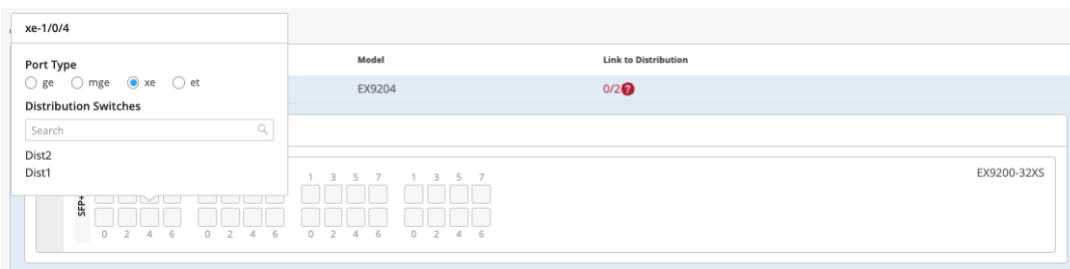 xe-1/0/4
Port Type
ge mge xe et
Distribution Switches
Search
Dist2
Dist1
Model Link to Distribution
EX9204 0/2 ?
EX9200-32XS
SFP+
1 3 5 7 1 3 5 7
0 2 4 6 0 2 4 6 0 2 4 6 0 2 4 6